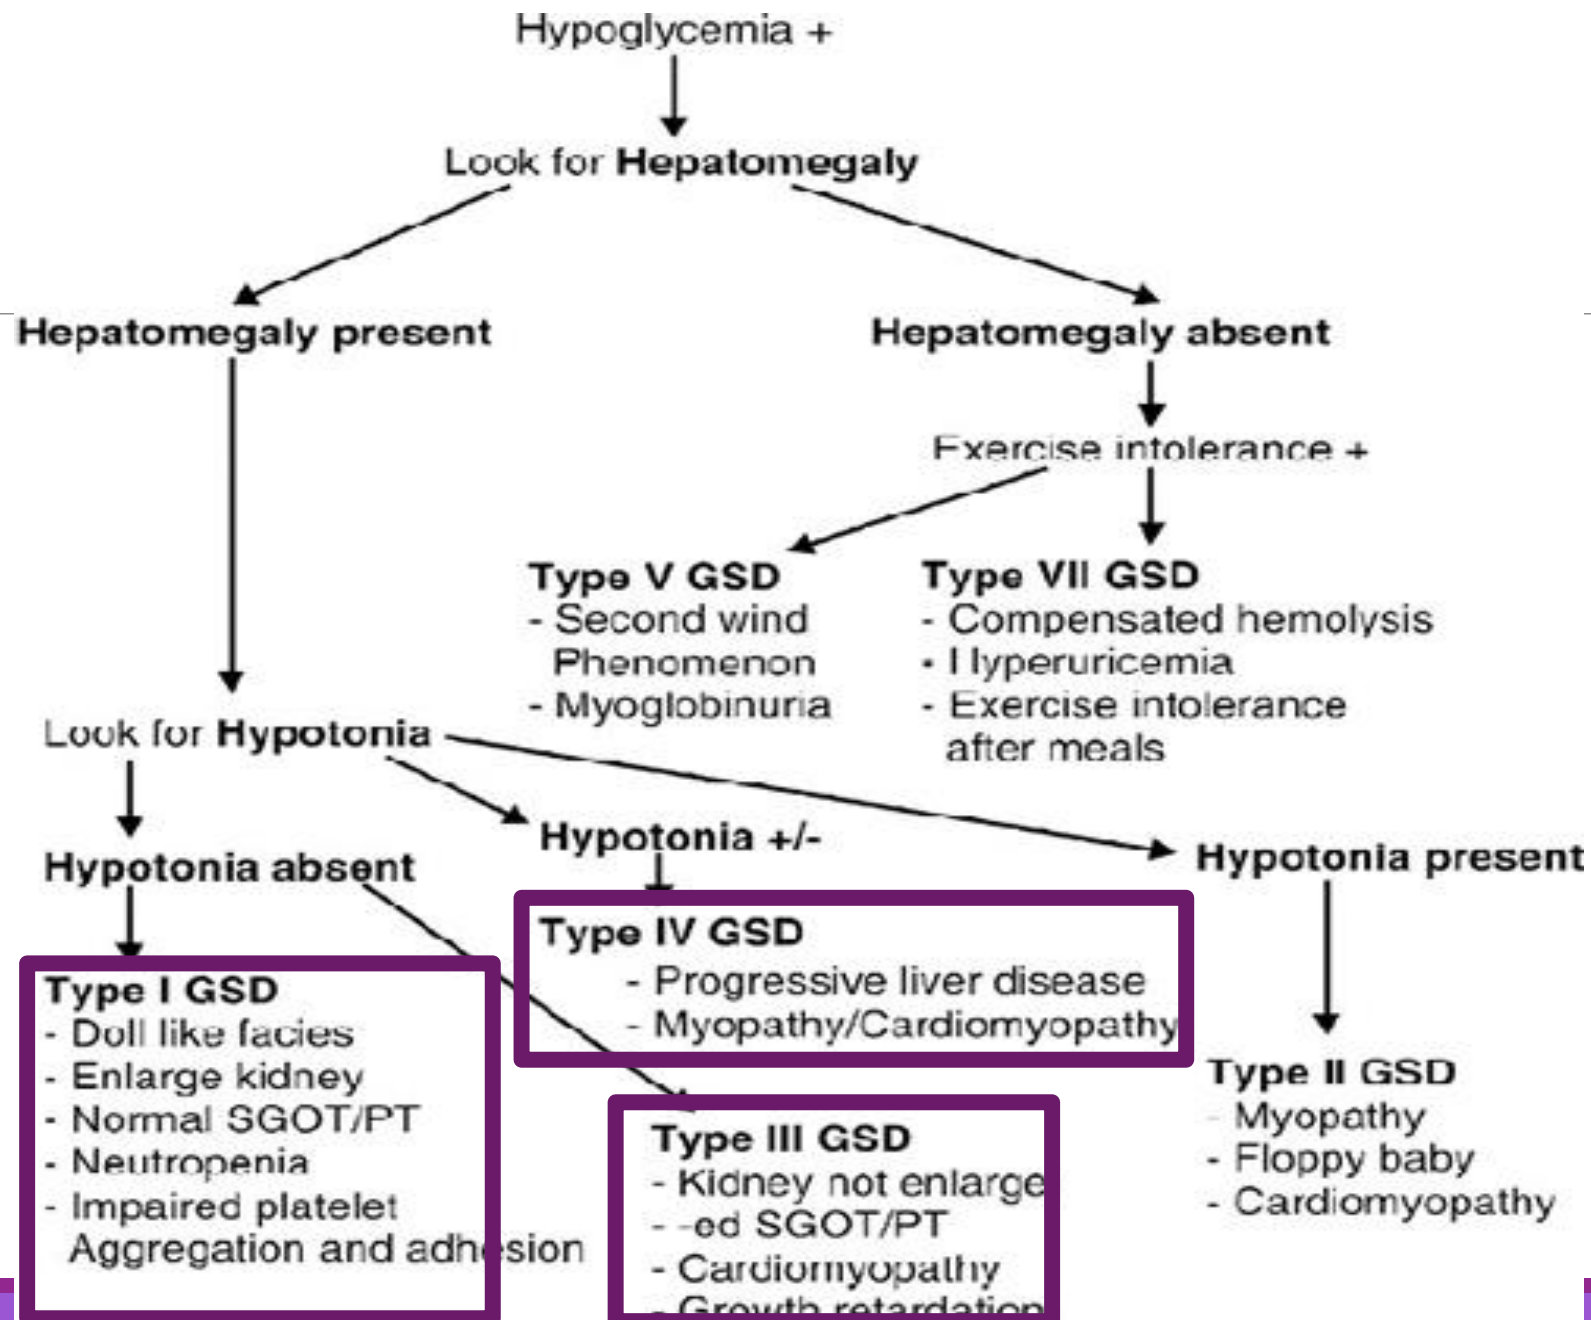 Hypoglycemia +
Look for Hepatomegaly
Hepatomegaly present
Hepatomegaly absent
Exercise intolerance +
Type V GSD
- Second wind
Phenomenon
- Myoglobinuria
Type VII GSD
- Compensated hemolysis
- Hyperuricemia
- Exercise intolerance
after meals
Look for Hypotonia
Hypotonia absent
Hypotonia +/-
Hypotonia present
Type I GSD
- Doll like facies
- Enlarge kidney
- Normal SGOT/PT
- Neutropenia
- Impaired platelet
Aggregation and adhesion
Type IV GSD
- Progressive liver disease
- Myopathy/Cardiomyopathy
Type III GSD
- Kidney not enlarge
- -ed SGOT/PT
- Cardiomyopathy
- Growth retardation
Type II GSD
- Myopathy
- Floppy baby
- Cardiomyopathy